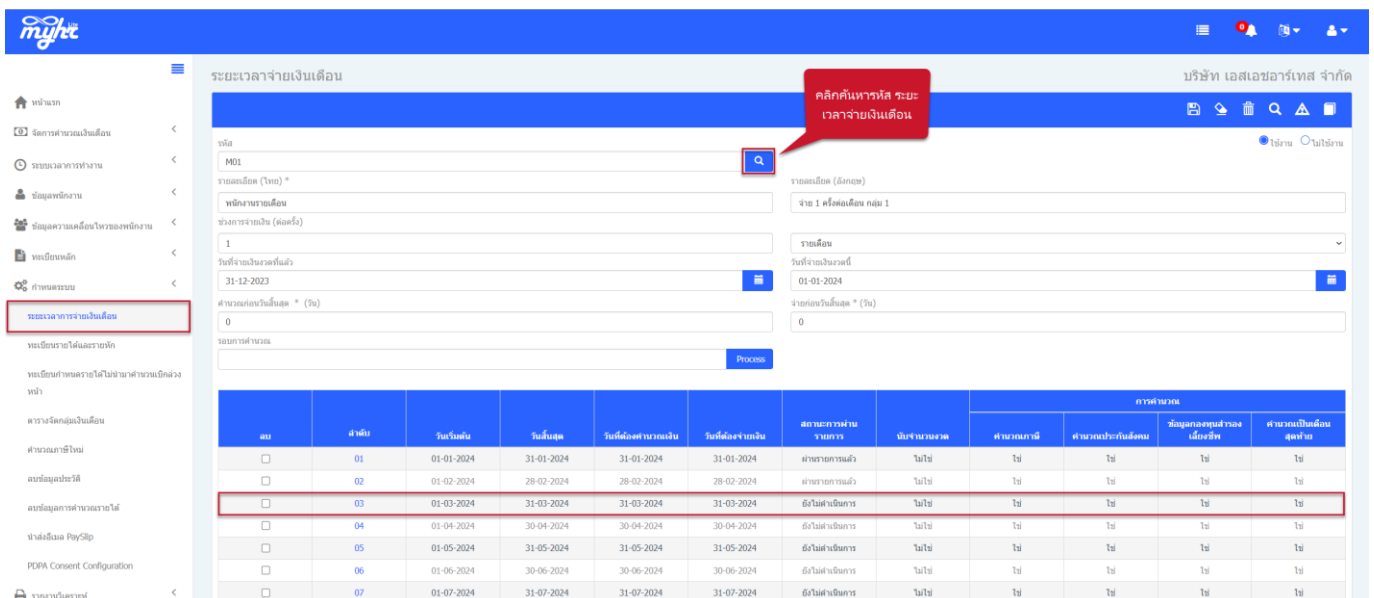 myhr Lite
0
ระยะเวลาจ่ายเงินเดือน
บริษัท เอสเอชอาร์เทส จำกัด
คลิกค้นหารหัส ระยะ
เวลาจ่ายเงินเดือน
หน้าแรก
จัดการคำนวณเงินเดือน
ระบบเวลาการทำงาน
ข้อมูลพนักงาน
ข้อมูลความเคลื่อนไหวของพนักงาน
ทะเบียนหลัก
กำหนดระบบ
ระยะเวลาการจ่ายเงินเดือน
ทะเบียนรายได้และรายหัก
ทะเบียนกำหนดรายได้ไม่นำมาคำนวนเบิกล่วง
หน้า
ตารางจัดกลุ่มเงินเดือน
คำนวณภาษีใหม่
ลบข้อมูลประวัติ
ลบข้อมูลการคำนวณรายได้
นำส่งอีเมล PaySlip
PDPA Consent Configuration
รายงานวิเคราะห์
รหัส
ใช้งาน ไม่ใช้งาน
M01
รายละเอียด (ไทย) * รายละเอียด (อังกฤษ)
พนักงานรายเดือน จ่าย 1 ครั้งต่อเดือน กลุ่ม 1
ช่วงการจ่ายเงิน (ต่อครั้ง)
1 รายเดือน
วันที่จ่ายเงินงวดที่แล้ว วันที่จ่ายเงินงวดนี้
31-12-2023 01-01-2024
คำนวณก่อนวันสิ้นสุด * (วัน) จ่ายก่อนวันสิ้นสุด * (วัน)
0 0
รอบการคำนวณ
Process
การคำนวณ
ลบ ลำดับ วันเริ่มต้น วันสิ้นสุด วันที่ต้องคำนวณเงิน วันที่ต้องจ่ายเงิน สถานะการผ่านรายการ นับจำนวนงวด คำนวณภาษี คำนวณประกันสังคม ข้อมูลกองทุนสำรองเลี้ยงชีพ คำนวณเป็นเดือนสุดท้าย
01 01-01-2024 31-01-2024 31-01-2024 31-01-2024 ผ่านรายการแล้ว ไม่ใช่ ใช่ ใช่ ใช่ ใช่
02 01-02-2024 28-02-2024 28-02-2024 28-02-2024 ผ่านรายการแล้ว ไม่ใช่ ใช่ ใช่ ใช่ ใช่
03 01-03-2024 31-03-2024 31-03-2024 31-03-2024 ยังไม่ดำเนินการ ไม่ใช่ ใช่ ใช่ ใช่ ใช่
04 01-04-2024 30-04-2024 30-04-2024 30-04-2024 ยังไม่ดำเนินการ ไม่ใช่ ใช่ ใช่ ใช่ ใช่
05 01-05-2024 31-05-2024 31-05-2024 31-05-2024 ยังไม่ดำเนินการ ไม่ใช่ ใช่ ใช่ ใช่ ใช่
06 01-06-2024 30-06-2024 30-06-2024 30-06-2024 ยังไม่ดำเนินการ ไม่ใช่ ใช่ ใช่ ใช่ ใช่
07 01-07-2024 31-07-2024 31-07-2024 31-07-2024 ยังไม่ดำเนินการ ไม่ใช่ ใช่ ใช่ ใช่ ใช่